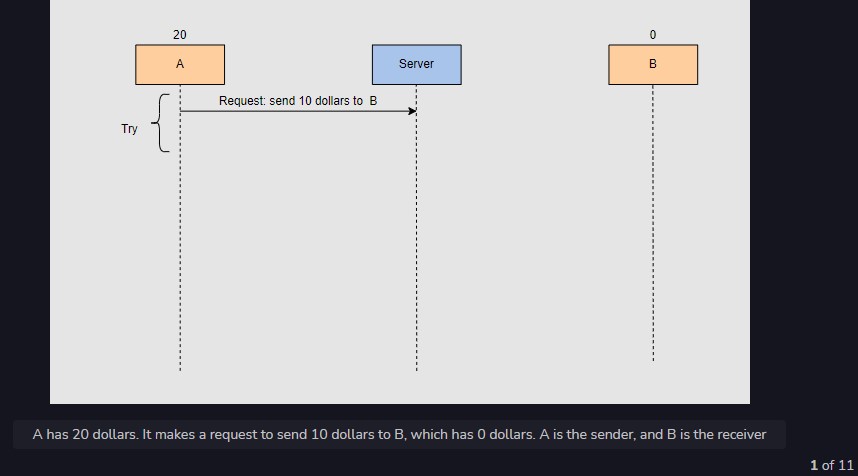 20
0
A
Server
B
Request: send 10 dollars to B
Try
A has 20 dollars. It makes a request to send 10 dollars to B, which has 0 dollars. A is the sender, and B is the receiver
1 of 11